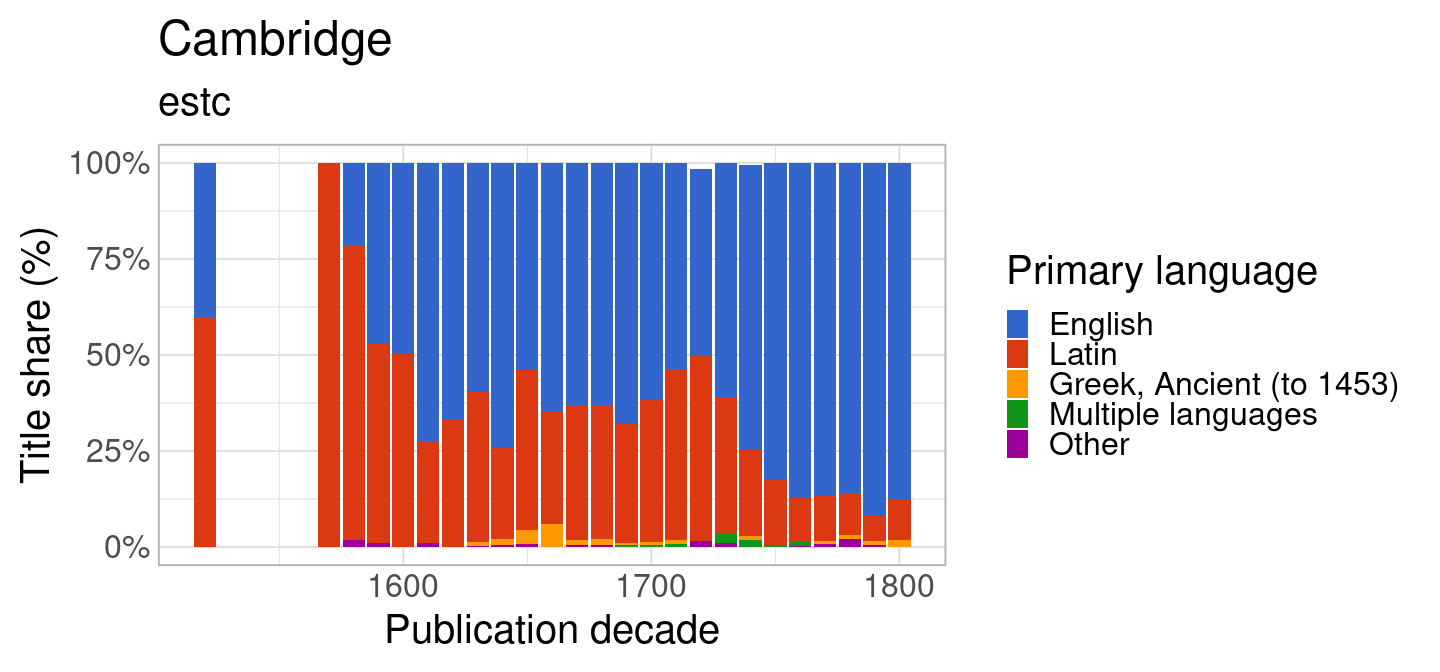 Cambridge
estc
100%
75%
50%
25%
0%
Title share (%)
1600 1700 1800
Publication decade
Primary language
English
Latin
Greek, Ancient (to 1453)
Multiple languages
Other